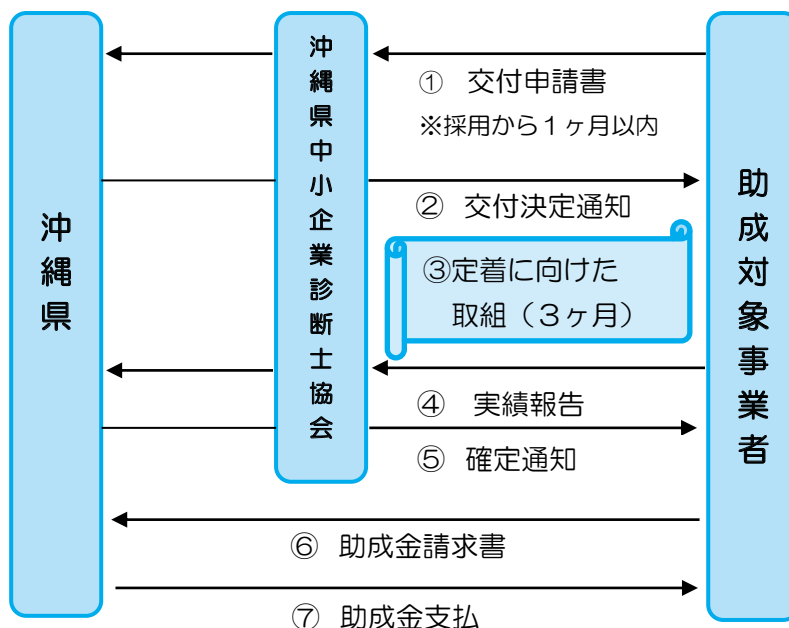 沖縄県
沖縄県中小企業診断士協会
助成対象事業者
① 交付申請書
※採用から１ヶ月以内
② 交付決定通知
③定着に向けた
取組（３ヶ月）
④ 実績報告
⑤ 確定通知
⑥ 助成金請求書
⑦ 助成金支払